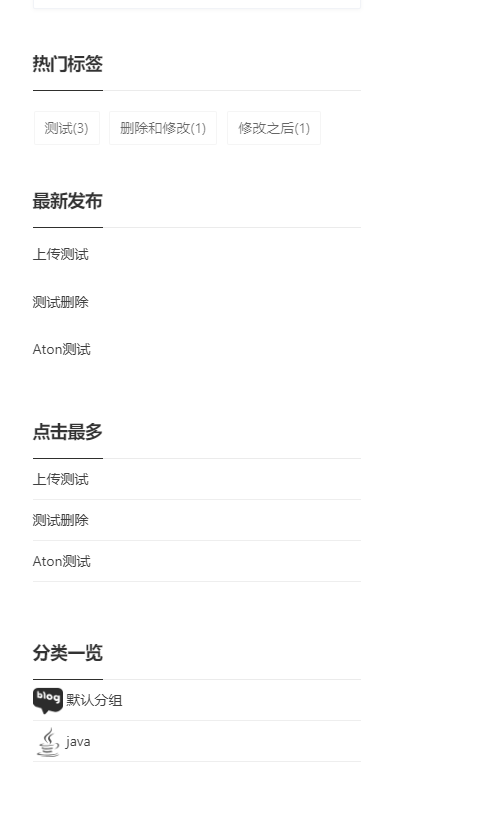 热门标签
测试(3) 删除和修改(1) 修改之后(1)
最新发布
上传测试
测试删除
Aton测试
点击最多
上传测试
测试删除
Aton测试
分类一览
blog 默认分组
java